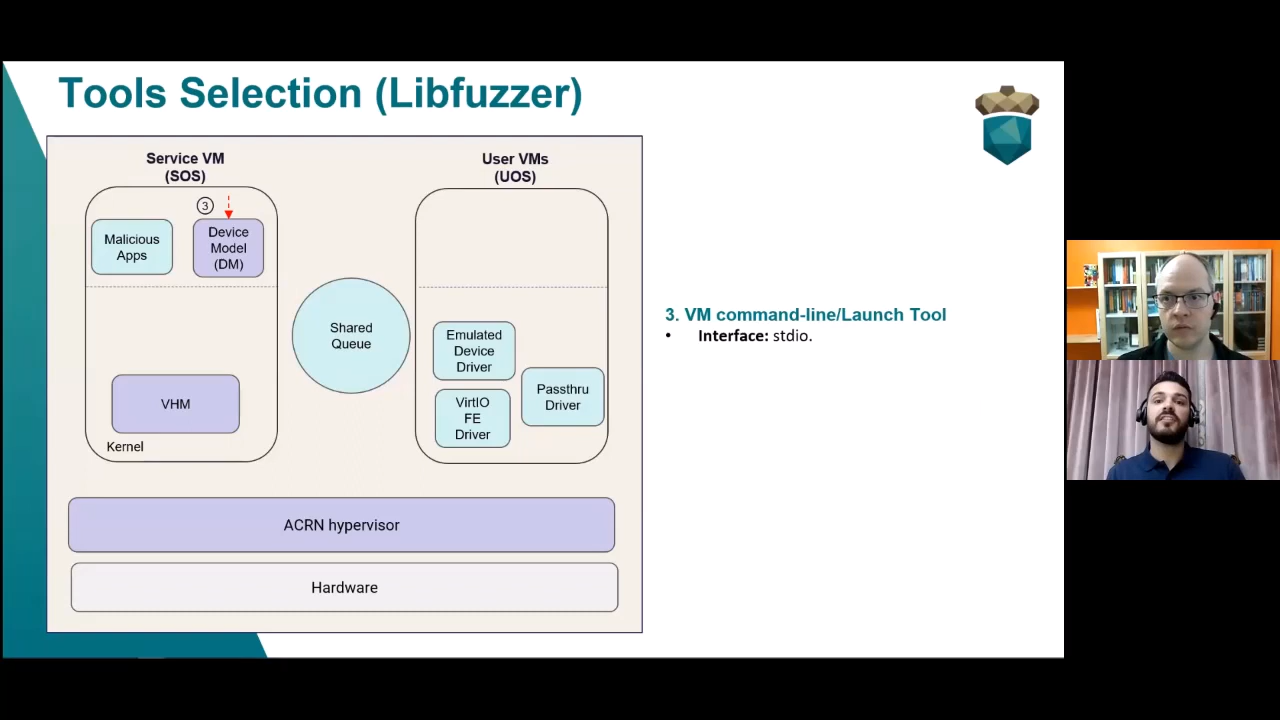 Tools Selection (Libfuzzer)
Service VM
(SOS)
User VMs
(UOS)
3
Malicious
Apps
Device
Model
(DM)
Shared
Queue
Emulated
Device
Driver
Passthru
Driver
VirtIO
FE
Driver
VHM
Kernel
ACRN hypervisor
Hardware
3. VM command-line/Launch Tool
• Interface: stdio.